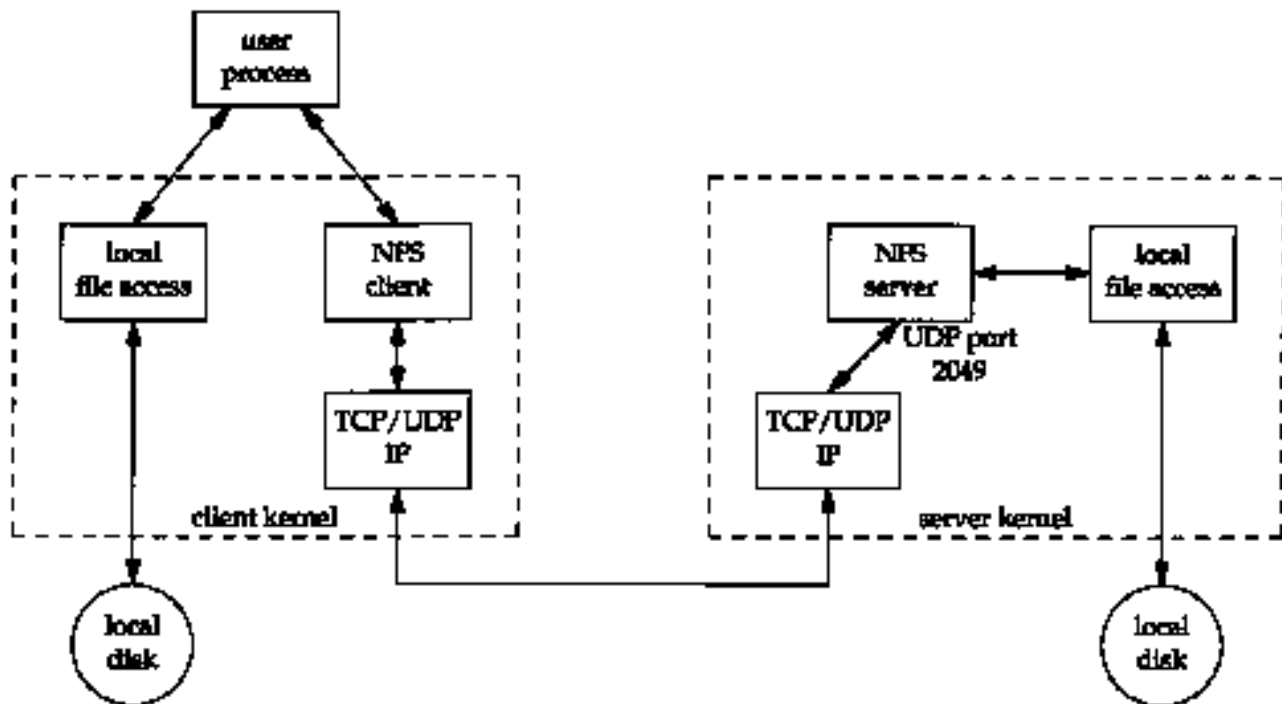 user
process
local
file access
NFS
client
NFS
server
local
file access
UDP port
2049
TCP/UDP
IP
TCP/UDP
IP
client kernel
server kernel
local
disk
local
disk